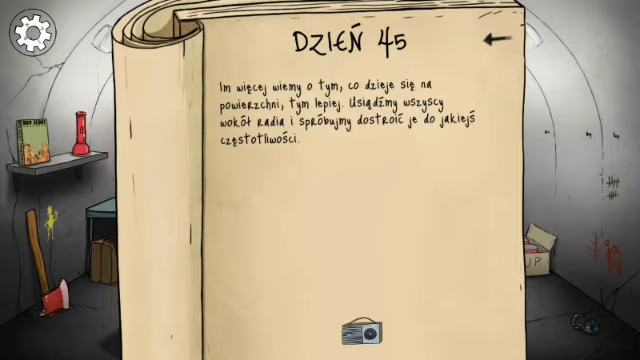 DZIEŃ 45
Im więcej wiemy o tym, co dzieje się na
powierzchni, tym lepiej. Usiądźmy wszyscy
wokół radia i spróbujmy dostroić je do jakiejś
częstotliwości.
UP